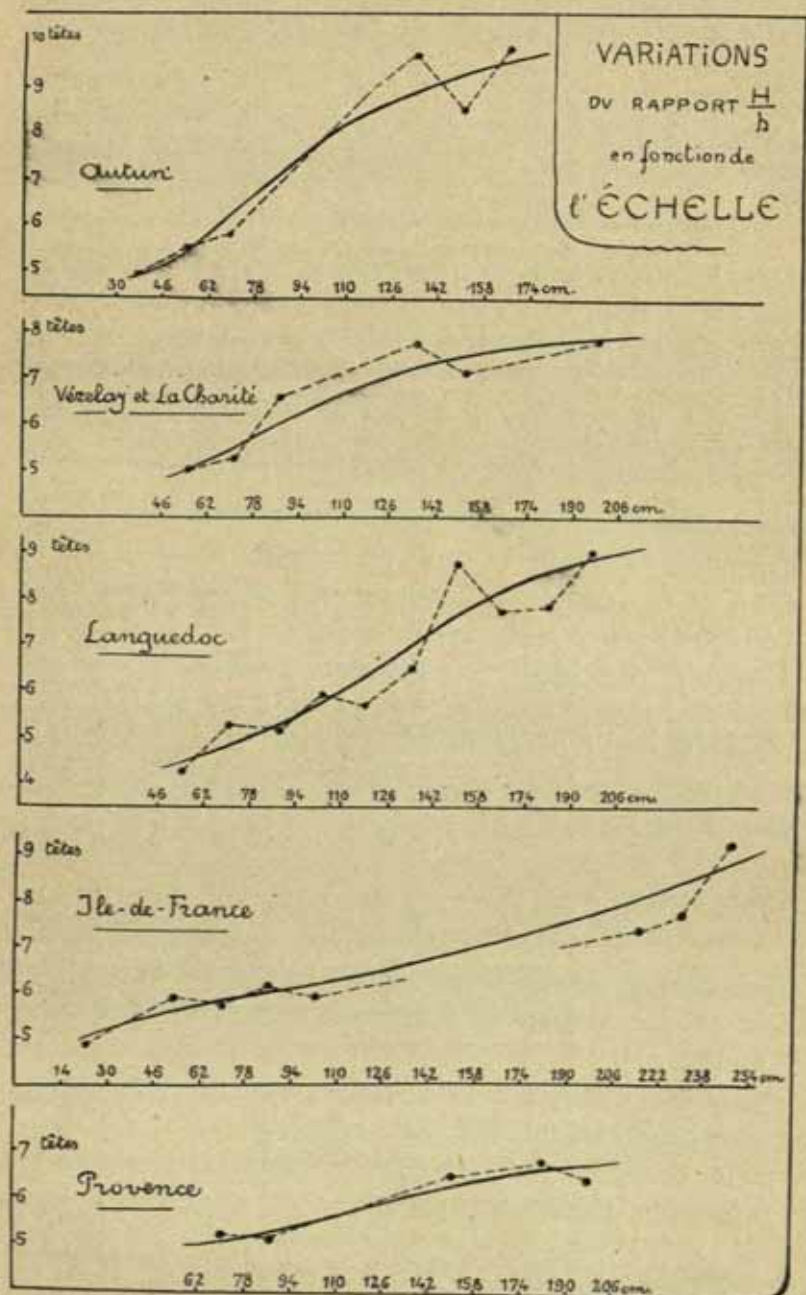 VARIATIONS
DU RAPPORT H/h
en fonction de
l'ÉCHELLE
10 têtes
9
8
7
6
5
Autun
30 46 62 78 94 110 126 142 158 174 cm.
8 têtes
7
6
5
Vézelay et La Charité
46 62 78 94 110 126 142 158 174 190 206 cm.
9 têtes
8
7
6
5
4
Languedoc
46 62 78 94 110 126 142 158 174 190 206 cm.
9 têtes
8
7
6
5
Ile-de-France
14 30 46 62 78 94 110 126 142 158 174 190 206 222 238 254 cm.
7 têtes
6
5
Provence
62 78 94 110 126 142 158 174 190 206 cm.